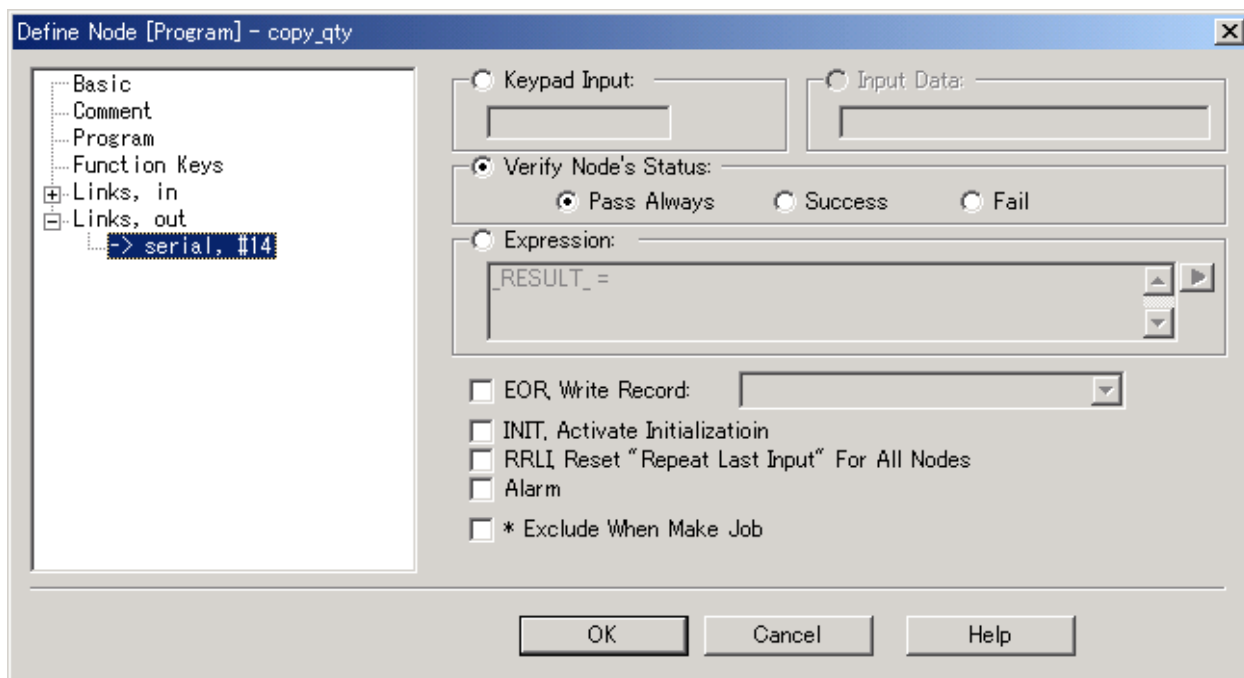 Define Node [Program] - copy_qty
Basic
Comment
Program
Function Keys
Links, in
Links, out
-> serial, #14
Keypad Input:
Input Data:
Verify Node's Status:
Pass Always
Success
Fail
Expression:
_RESULT_ =
EOR, Write Record:
INIT, Activate Initializatioin
RRLI, Reset "Repeat Last Input" For All Nodes
Alarm
* Exclude When Make Job
OK
Cancel
Help